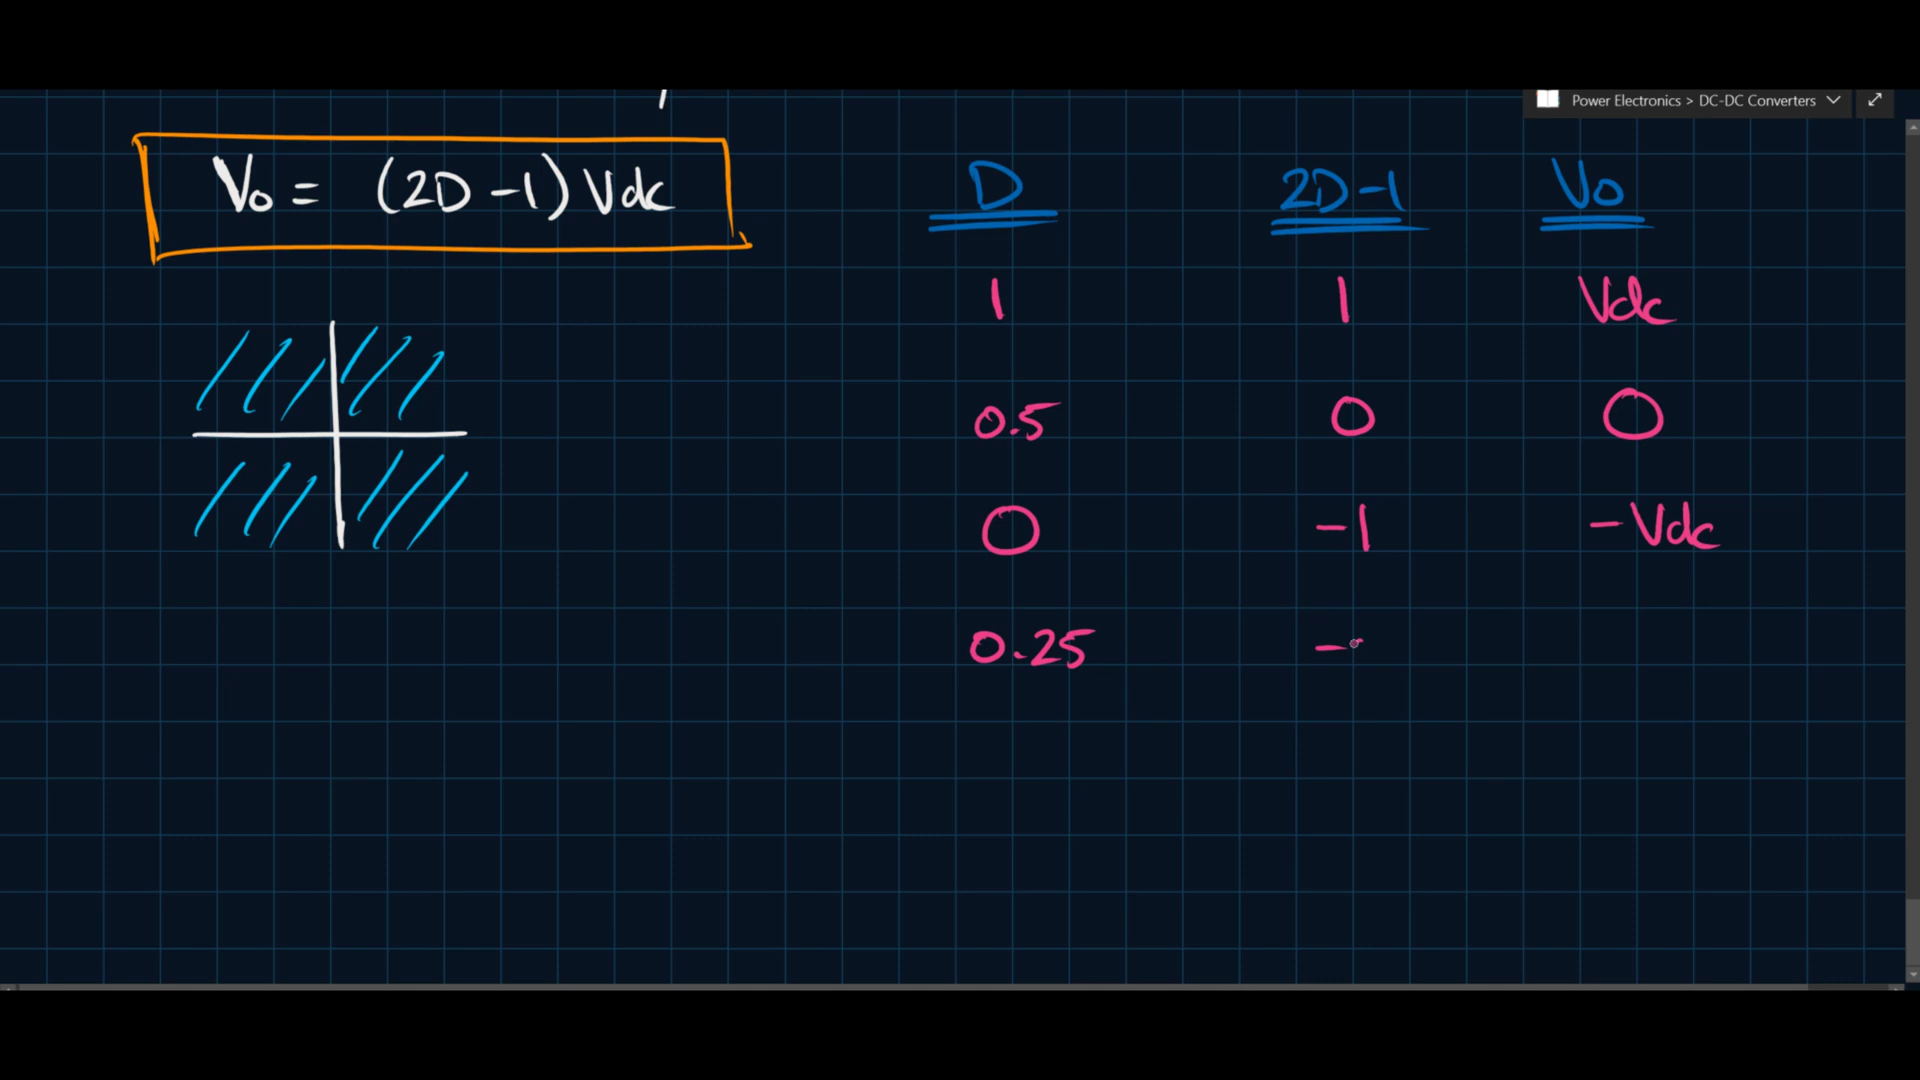 Power Electronics > DC-DC Converters
Vo = (2D-1) Vdc
D 2D-1 Vo
1 1 Vdc
0.5 0 0
0 -1 -Vdc
0.25 -